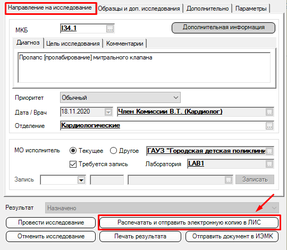 Направление на исследование Образцы и доп. исследования Дополнительно Параметры
МКБ I34.1 Дополнительная информация
Диагноз Цель исследования Комментарии
Пролапс [пролабирование] митрального клапана
Приоритет Обычный
Дата / Врач 18.11.2020 Член Комиссии В.Т. (Кардиолог)
Отделение Кардиологические
МО исполнитель Текущее Другое ГАУЗ "Городская детская поликлини
Требуется запись Лаборатория LAB1
Запись Записать
Результат Назначено
Провести исследование Распечатать и отправить электронную копию в ЛИС
Отменить исследование Печать результата Отправить документ в ИЭМК